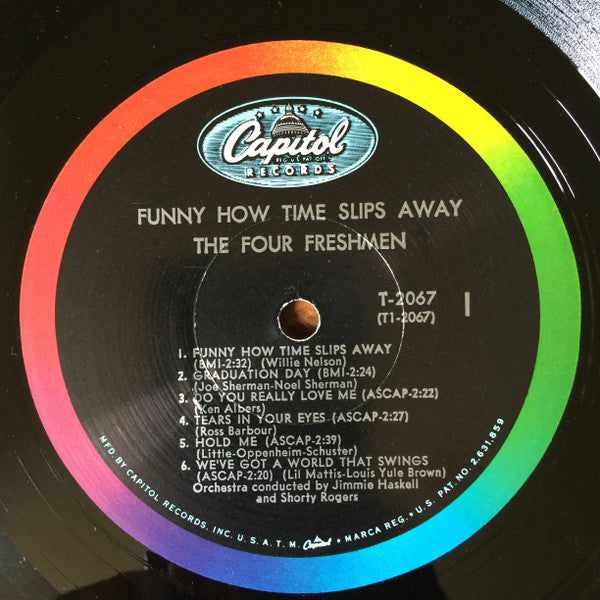 Capitol
REG. U.S. PAT. OFF.
RECORDS
FUNNY HOW TIME SLIPS AWAY
THE FOUR FRESHMEN
T-2067 1
(T1-2067)
1. FUNNY HOW TIME SLIPS AWAY
(BMI-2:32) (Willie Nelson)
2. GRADUATION DAY (BMI-2:24)
(Joe Sherman-Noel Sherman)
3. DO YOU REALLY LOVE ME (ASCAP-2:22)
(Ken Albers)
4. TEARS IN YOUR EYES (ASCAP-2:27)
(Ross Barbour)
5. HOLD ME (ASCAP-2:39)
(Little-Oppenheim-Schuster)
6. WE'VE GOT A WORLD THAT SWINGS
(ASCAP-2:20) (Lil Mattis-Louis Yule Brown)
Orchestra conducted by Jimmie Haskell
and Shorty Rogers
MFD. BY CAPITOL RECORDS, INC. U.S.A. T.M. Capitol • MARCA REG. • U.S. PAT. NO. 2,631,859